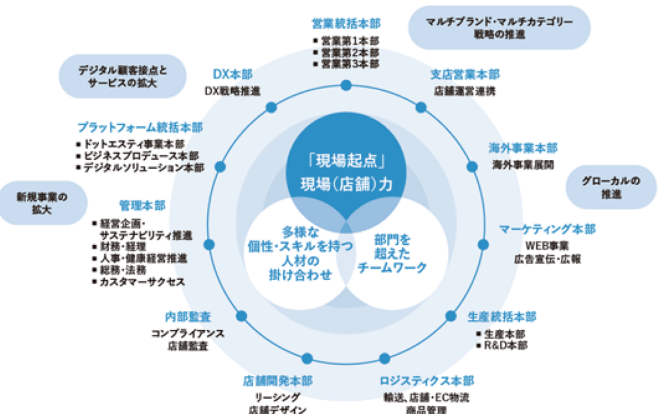 営業統括本部
■ 営業第1本部
■ 営業第2本部
■ 営業第3本部
マルチブランド・マルチカテゴリー
戦略の推進
デジタル顧客接点と
サービスの拡大
DX本部
DX戦略推進
支店営業本部
店舗運営連携
プラットフォーム統括本部
■ ドットエスティ事業本部
■ ビジネスプロデュース本部
■ デジタルソリューション本部
「現場起点」
現場(店舗)力
海外事業本部
海外事業展開
新規事業の
拡大
グローカルの
推進
管理本部
■ 経営企画・
サステナビリティ推進
■ 財務・経理
■ 人事・健康経営推進
■ 総務・法務
■ カスタマーサクセス
多様な
個性・スキルを持つ
人材の
掛け合わせ
部門を
超えた
チームワーク
マーケティング本部
WEB事業
広告宣伝・広報
内部監査
コンプライアンス
店舗監査
生産統括本部
■ 生産本部
■ R&D本部
店舗開発本部
リーシング
店舗デザイン
ロジスティクス本部
輸送、店舗・EC物流
商品管理